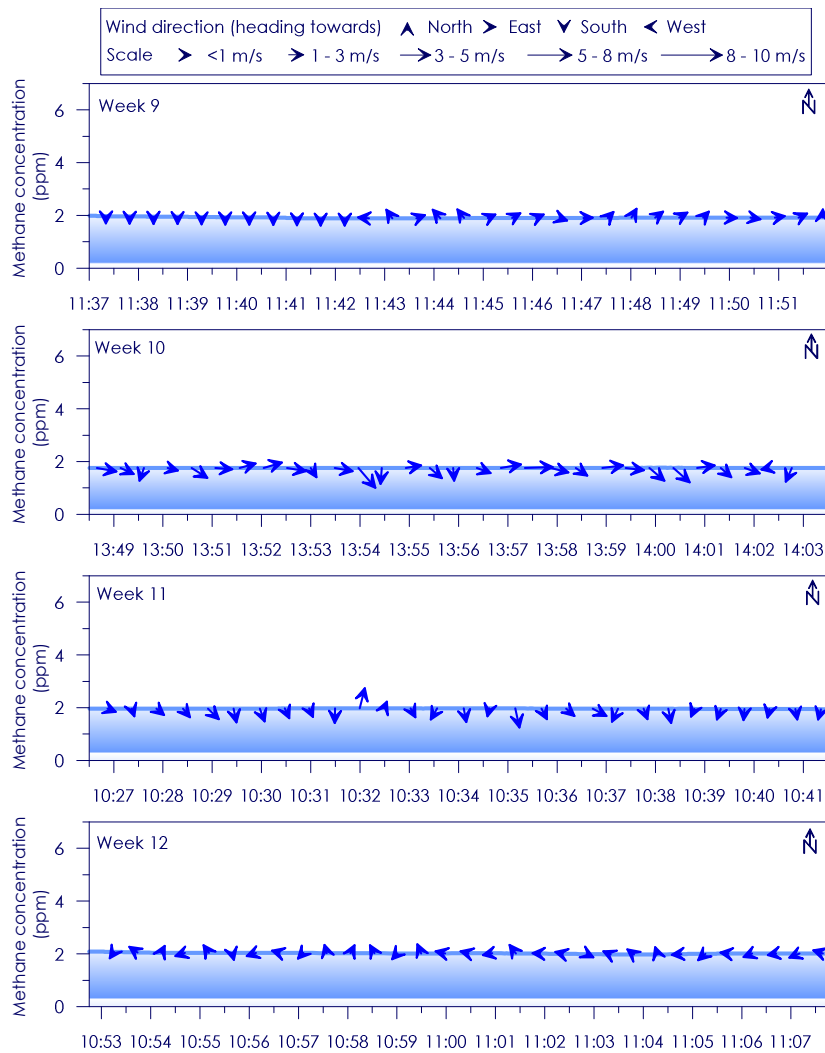 Wind direction (heading towards) North East South West
Scale <1 m/s 1 - 3 m/s 3 - 5 m/s 5 - 8 m/s 8 - 10 m/s
Methane concentration
(ppm)
Week 9
N
6
4
2
0
11:37 11:38 11:39 11:40 11:41 11:42 11:43 11:44 11:45 11:46 11:47 11:48 11:49 11:50 11:51
Methane concentration
(ppm)
Week 10
N
6
4
2
0
13:49 13:50 13:51 13:52 13:53 13:54 13:55 13:56 13:57 13:58 13:59 14:00 14:01 14:02 14:03
Methane concentration
(ppm)
Week 11
N
6
4
2
0
10:27 10:28 10:29 10:30 10:31 10:32 10:33 10:34 10:35 10:36 10:37 10:38 10:39 10:40 10:41
Methane concentration
(ppm)
Week 12
N
6
4
2
0
10:53 10:54 10:55 10:56 10:57 10:58 10:59 11:00 11:01 11:02 11:03 11:04 11:05 11:06 11:07